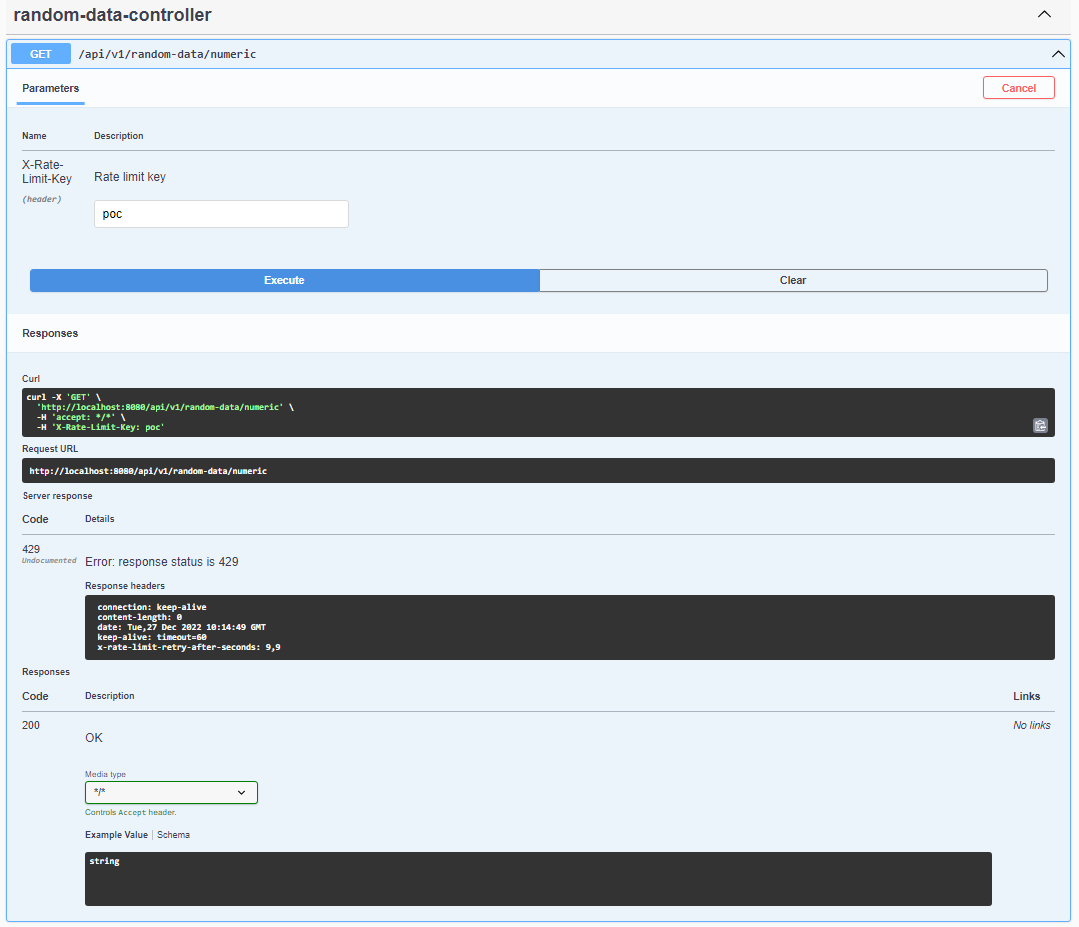 random-data-controller
GET /api/v1/random-data/numeric
Parameters
Cancel
Name Description
X-Rate-
Limit-Key
(header)
Rate limit key
poc
Execute Clear
Responses
Curl
curl -X 'GET' \
'http://localhost:8080/api/v1/random-data/numeric' \
-H 'accept: */*' \
-H 'X-Rate-Limit-Key: poc'
Request URL
http://localhost:8080/api/v1/random-data/numeric
Server response
Code Details
429
Undocumented
Error: response status is 429
Response headers
connection: keep-alive
content-length: 0
date: Tue,27 Dec 2022 10:14:49 GMT
keep-alive: timeout=60
x-rate-limit-retry-after-seconds: 9,9
Responses
Code Description Links
200
OK
No links
Media type
*/*
Controls Accept header.
Example Value | Schema
string